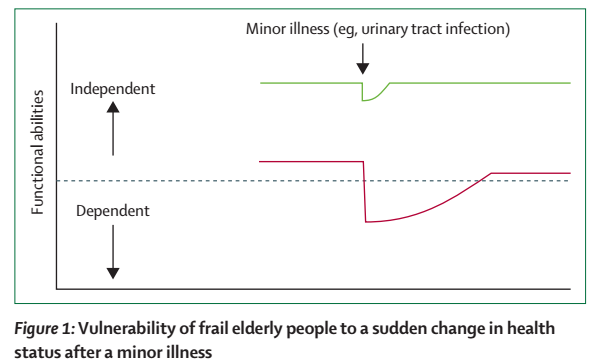 Minor illness (eg, urinary tract infection)
Independent
Functional abilities
Dependent
Figure 1: Vulnerability of frail elderly people to a sudden change in health
status after a minor illness